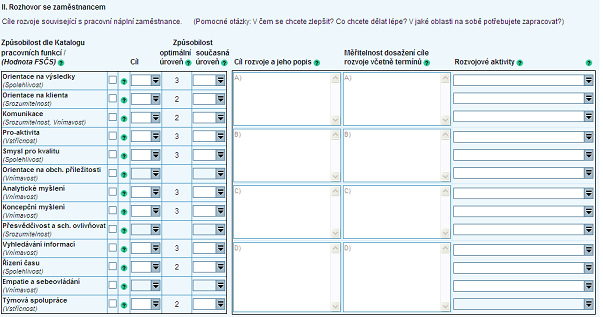 II. Rozhovor se zaměstnancem
Cíle rozvoje související s pracovní náplní zaměstnance. (Pomocné otázky: V čem se chcete zlepšit? Co chcete dělat lépe? V jaké oblasti na sobě potřebujete zapracovat?)
Způsobilost dle Katalogu
pracovních funkcí /
(Hodnota FSČS)
Cíl
Způsobilost
optimální současná
úroveň úroveň
Cíl rozvoje a jeho popis
Měřitelnost dosažení cíle
rozvoje včetně termínů
Rozvojové aktivity
Orientace na výsledky 3
(Spolehlivost)
Orientace na klienta 2
(Srozumitelnost)
Komunikace 2
(Srozumitelnost, Vnímavost)
Pro-aktivita 3
(Vstřícnost)
Smysl pro kvalitu 3
(Spolehlivost)
Orientace na obch. příležitosti
(Vnímavost)
Analytické myšlení 3
(Vnímavost)
Koncepční myšlení 3
(Vnímavost)
Přesvědčivost a sch. ovlivňovat
(Srozumitelnost)
Vyhledávání informací 3
(Vnímavost)
Řízení času 2
(Spolehlivost)
Empatie a sebeovládání
(Vnímavost)
Týmová spolupráce 2
(Vstřícnost)
A) A)
B) B)
C) C)
D) D)